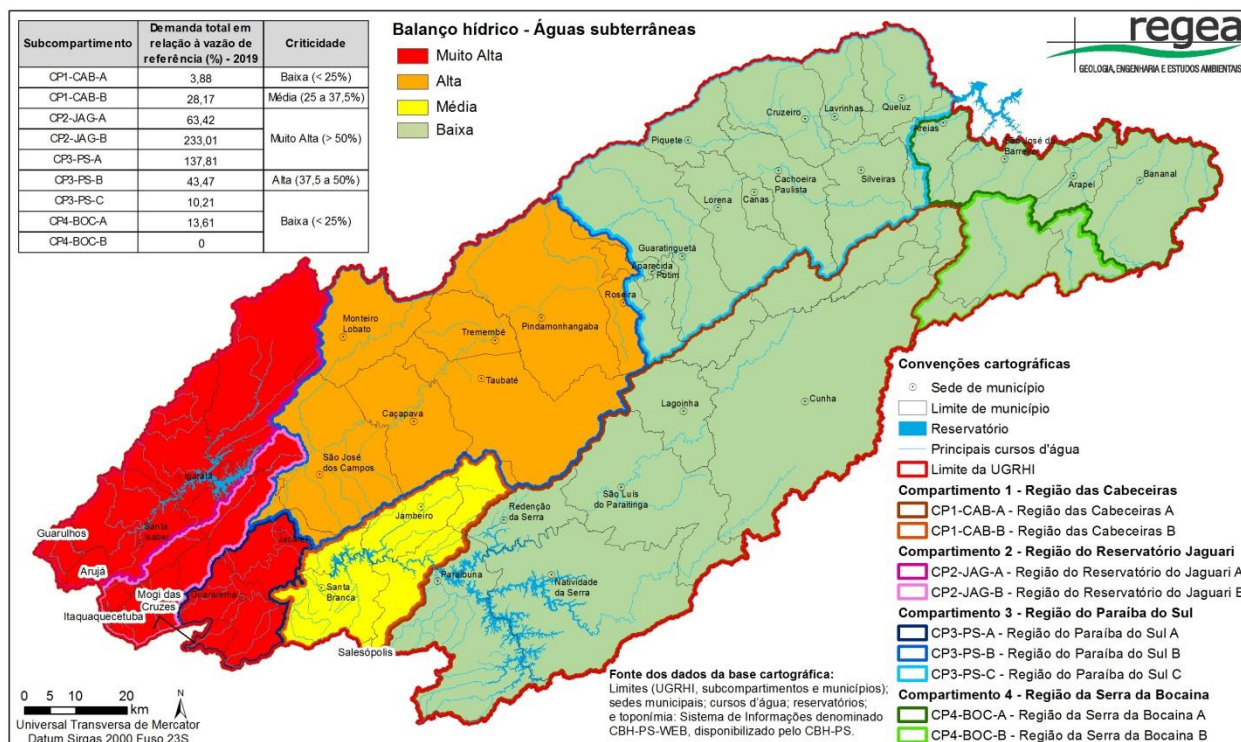 Subcompartimento
Demanda total em
relação à vazão de
referência (%) - 2019
Criticidade
CP1-CAB-A 3,88 Baixa (< 25%)
CP1-CAB-B 28,17 Média (25 a 37,5%)
CP2-JAG-A 63,42
CP2-JAG-B 233,01 Muito Alta (> 50%)
CP3-PS-A 137,81
CP3-PS-B 43,47 Alta (37,5 a 50%)
CP3-PS-C 10,21
CP4-BOC-A 13,61 Baixa (< 25%)
CP4-BOC-B 0
Balanço hídrico - Águas subterrâneas
Muito Alta
Alta
Média
Baixa
regea
GEOLOGIA, ENGENHARIA E ESTUDOS AMBIENTAIS
Queluz
Lavrinhas
Cruzeiro
Areias
Piquete
São José do
Barreiro
Cachoeira
Paulista
Silveiras
Arapeí
Bananal
Lorena
Canas
Guaratinguetá
Aparecida
Potim
Roseira
Monteiro
Lobato
Pindamonhangaba
Tremembé
Taubaté
Caçapava
Lagoinha
Cunha
São José
dos Campos
Igaratá
São Luís
do Paraitinga
Jambeiro
Redenção
da Serra
Santa
Isabel
Guarulhos
Jacareí
Arujá
Paraibuna
Natividade
da Serra
Santa
Branca
Mogi das
Cruzes
Guararema
Itaquaquecetuba
Salesópolis
Convenções cartográficas
Sede de município
Limite de município
Reservatório
Principais cursos d'água
Limite da UGRHI
Compartimento 1 - Região das Cabeceiras
CP1-CAB-A - Região das Cabeceiras A
CP1-CAB-B - Região das Cabeceiras B
Compartimento 2 - Região do Reservatório Jaguari
CP2-JAG-A - Região do Reservatório do Jaguari A
CP2-JAG-B - Região do Reservatório do Jaguari B
Compartimento 3 - Região do Paraíba do Sul
CP3-PS-A - Região do Paraíba do Sul A
CP3-PS-B - Região do Paraíba do Sul B
CP3-PS-C - Região do Paraíba do Sul C
Compartimento 4 - Região da Serra da Bocaina
CP4-BOC-A - Região da Serra da Bocaina A
CP4-BOC-B - Região da Serra da Bocaina B
Fonte dos dados da base cartográfica:
Limites (UGRHI, subcompartimentos e municípios);
sedes municipais; cursos d'água; reservatórios;
e toponímia: Sistema de Informações denominado
CBH-PS-WEB, disponibilizado pelo CBH-PS.
0 5 10 20
km
N
Universal Transversa de Mercator
Datum Sirgas 2000 Fuso 23S